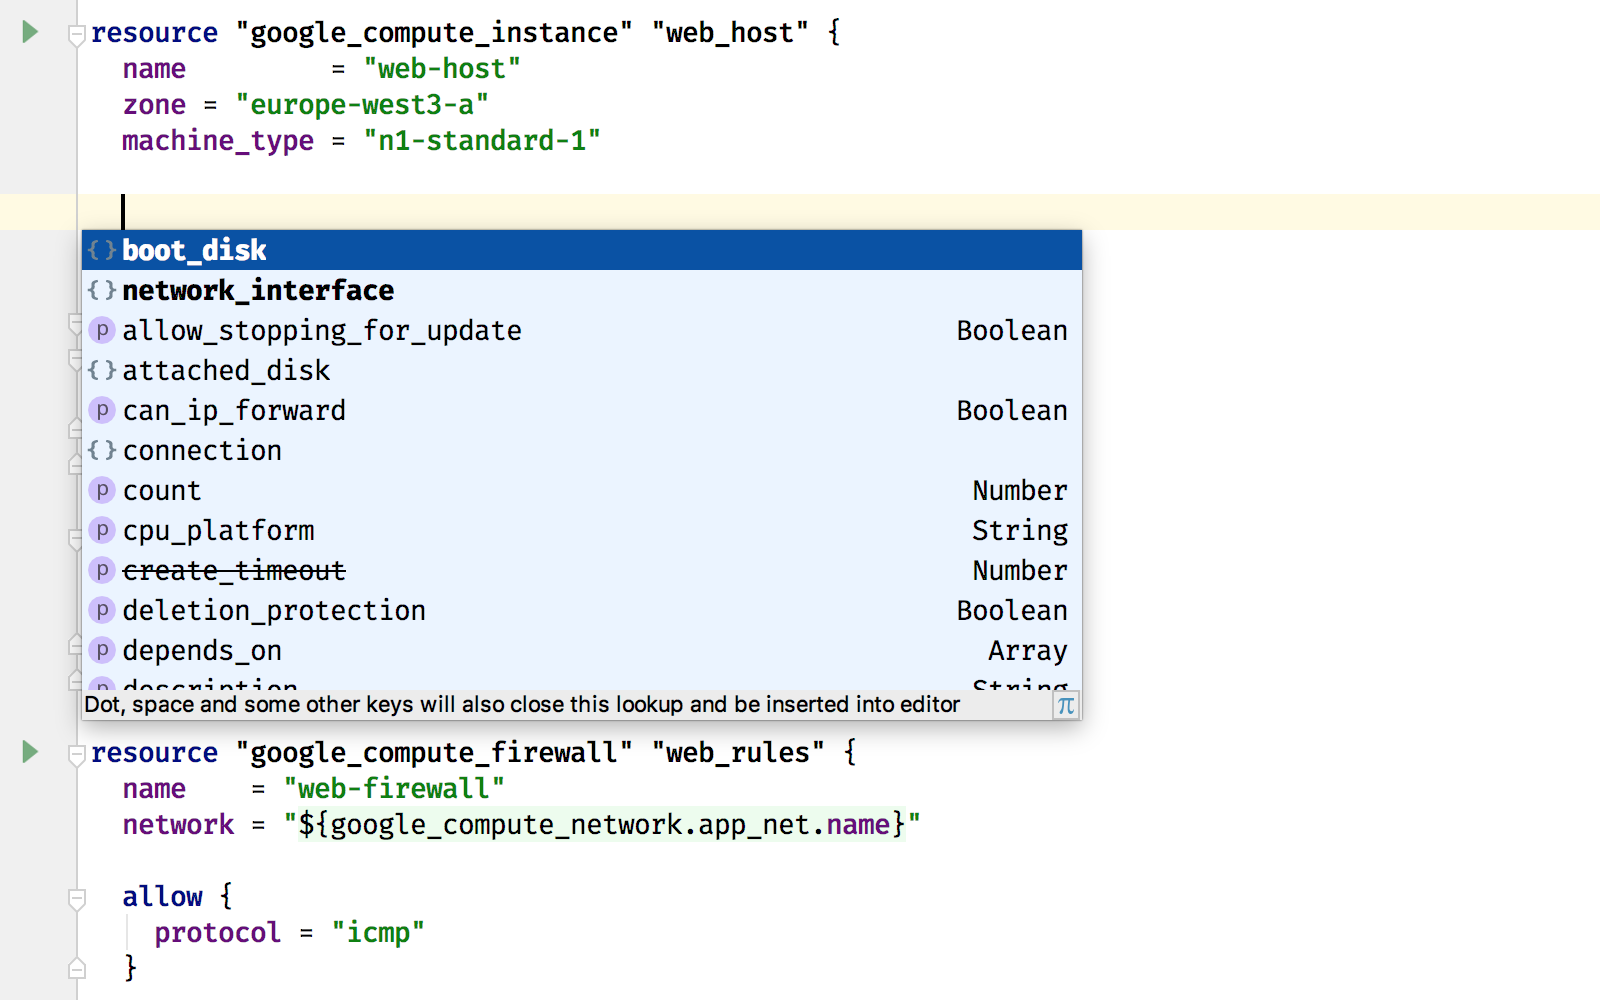 resource "google_compute_instance" "web_host" {
  name         = "web-host"
  zone = "europe-west3-a"
  machine_type = "n1-standard-1"
{} boot_disk
{} network_interface
p allow_stopping_for_update Boolean
{} attached_disk
p can_ip_forward Boolean
{} connection
p count Number
p cpu_platform String
p create_timeout Number
p deletion_protection Boolean
p depends_on Array
p description String
Dot, space and some other keys will also close this lookup and be inserted into editor π
resource "google_compute_firewall" "web_rules" {
  name    = "web-firewall"
  network = "${google_compute_network.app_net.name}"
  allow {
    protocol = "icmp"
  }